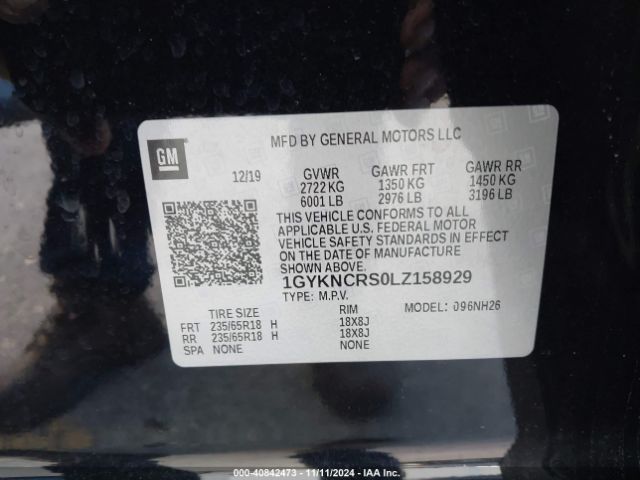 MFD BY GENERAL MOTORS LLC
GM
12/19
GVWR GAWR FRT GAWR RR
2722 KG 1350 KG 1450 KG
6001 LB 2976 LB 3196 LB
THIS VEHICLE CONFORMS TO ALL
APPLICABLE U.S. FEDERAL MOTOR
VEHICLE SAFETY STANDARDS IN EFFECT
ON THE DATE OF MANUFACTURE
SHOWN ABOVE.
1GYKNCRS0LZ158929
TYPE: M.P.V. MODEL: 096NH26
TIRE SIZE RIM
FRT 235/65R18 H 18X8J
RR 235/65R18 H 18X8J
SPA NONE NONE
000-40842473 - 11/11/2024 - IAA Inc.